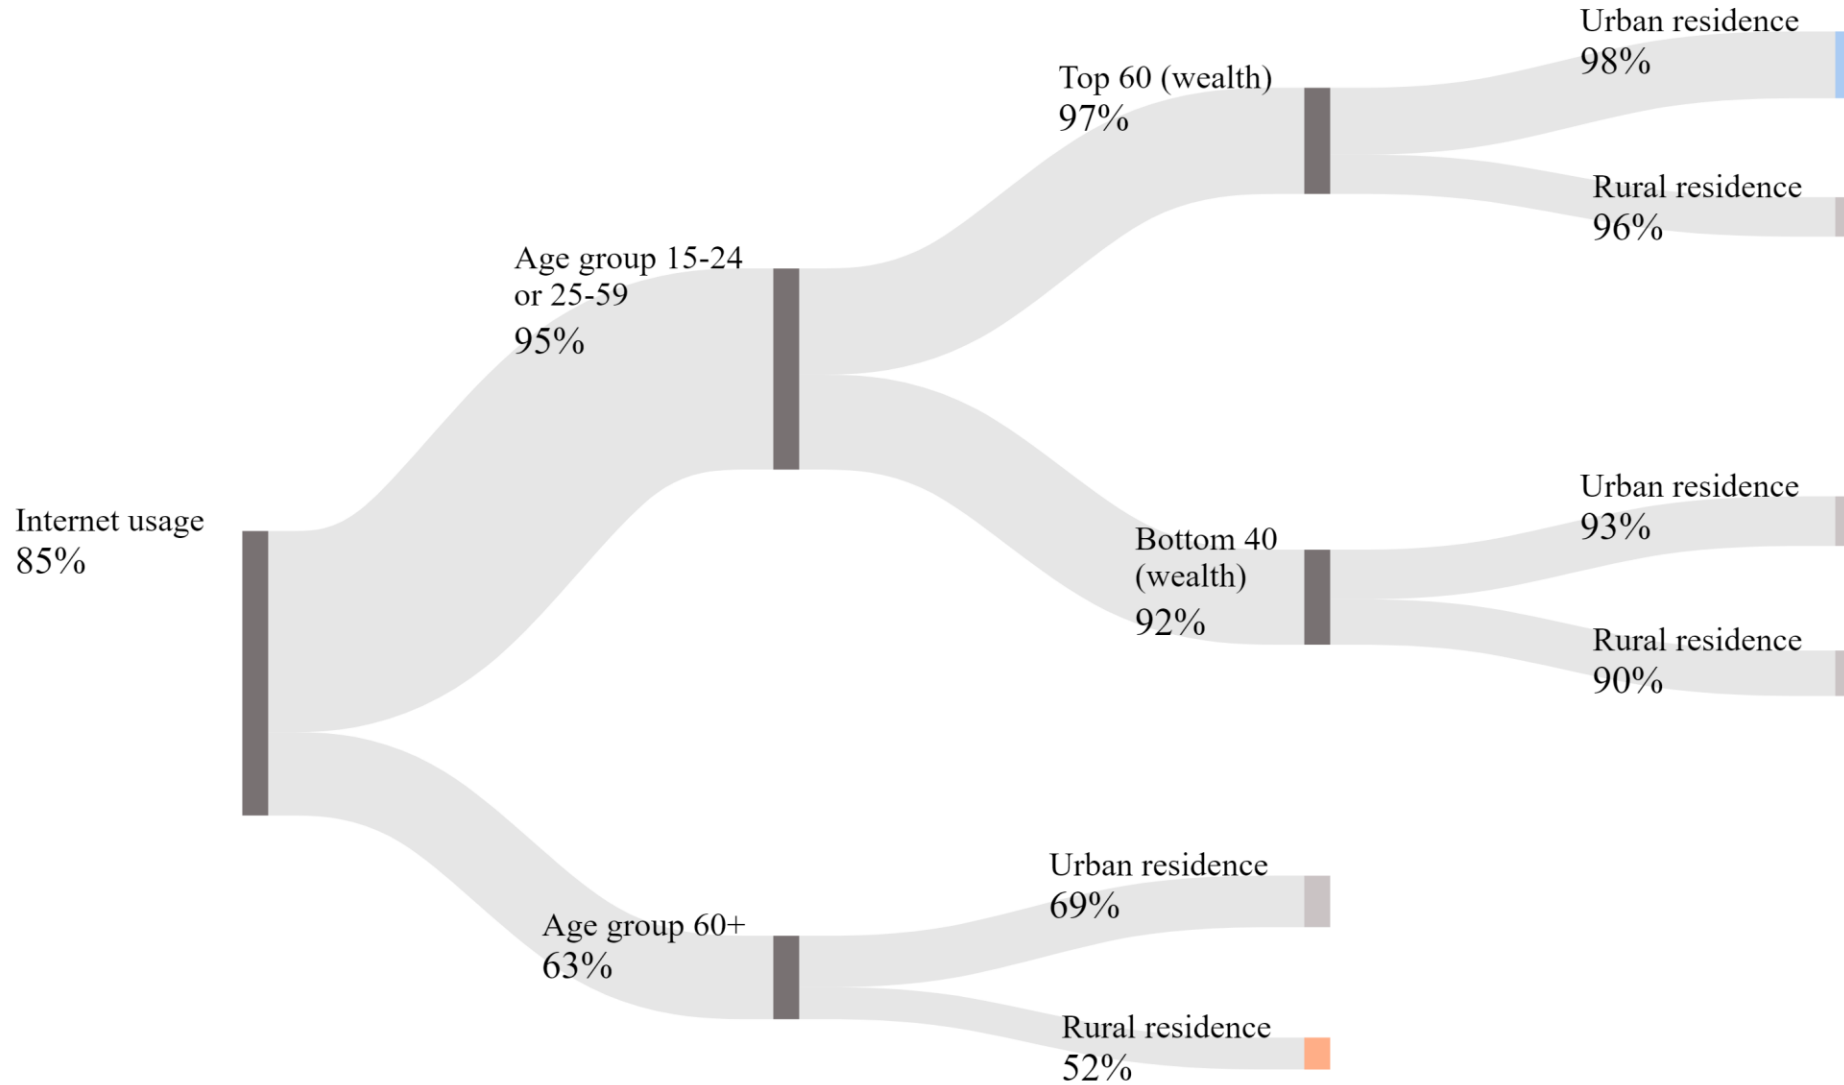 Urban residence
98%
Top 60 (wealth)
97%
Rural residence
96%
Age group 15-24
or 25-59
95%
Urban residence
93%
Internet usage
85%
Bottom 40
(wealth)
92%
Rural residence
90%
Urban residence
69%
Age group 60+
63%
Rural residence
52%